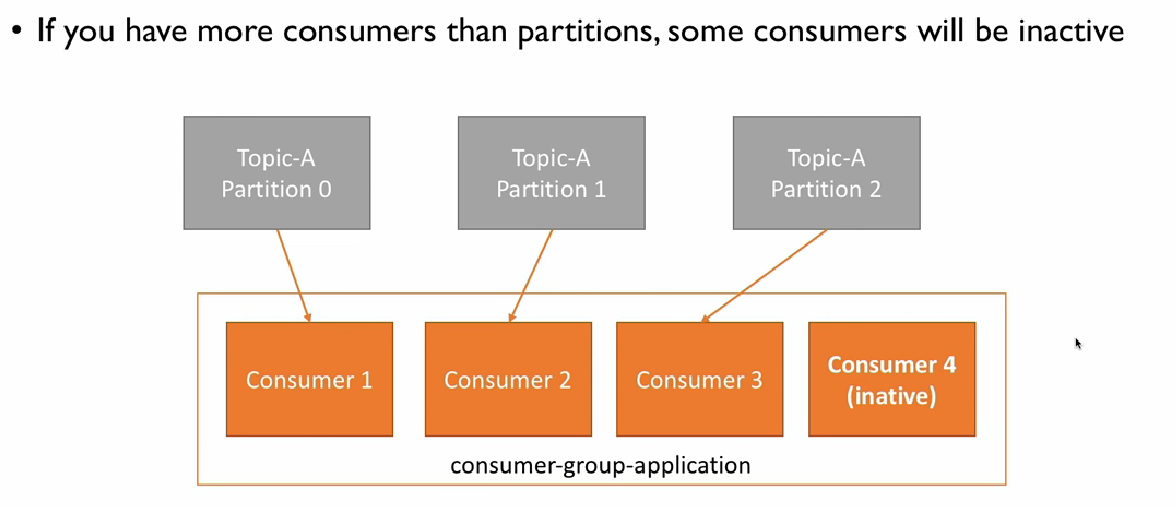 • If you have more consumers than partitions, some consumers will be inactive
Topic-A
Partition 0
Topic-A
Partition 1
Topic-A
Partition 2
Consumer 1
Consumer 2
Consumer 3
Consumer 4
(inative)
consumer-group-application